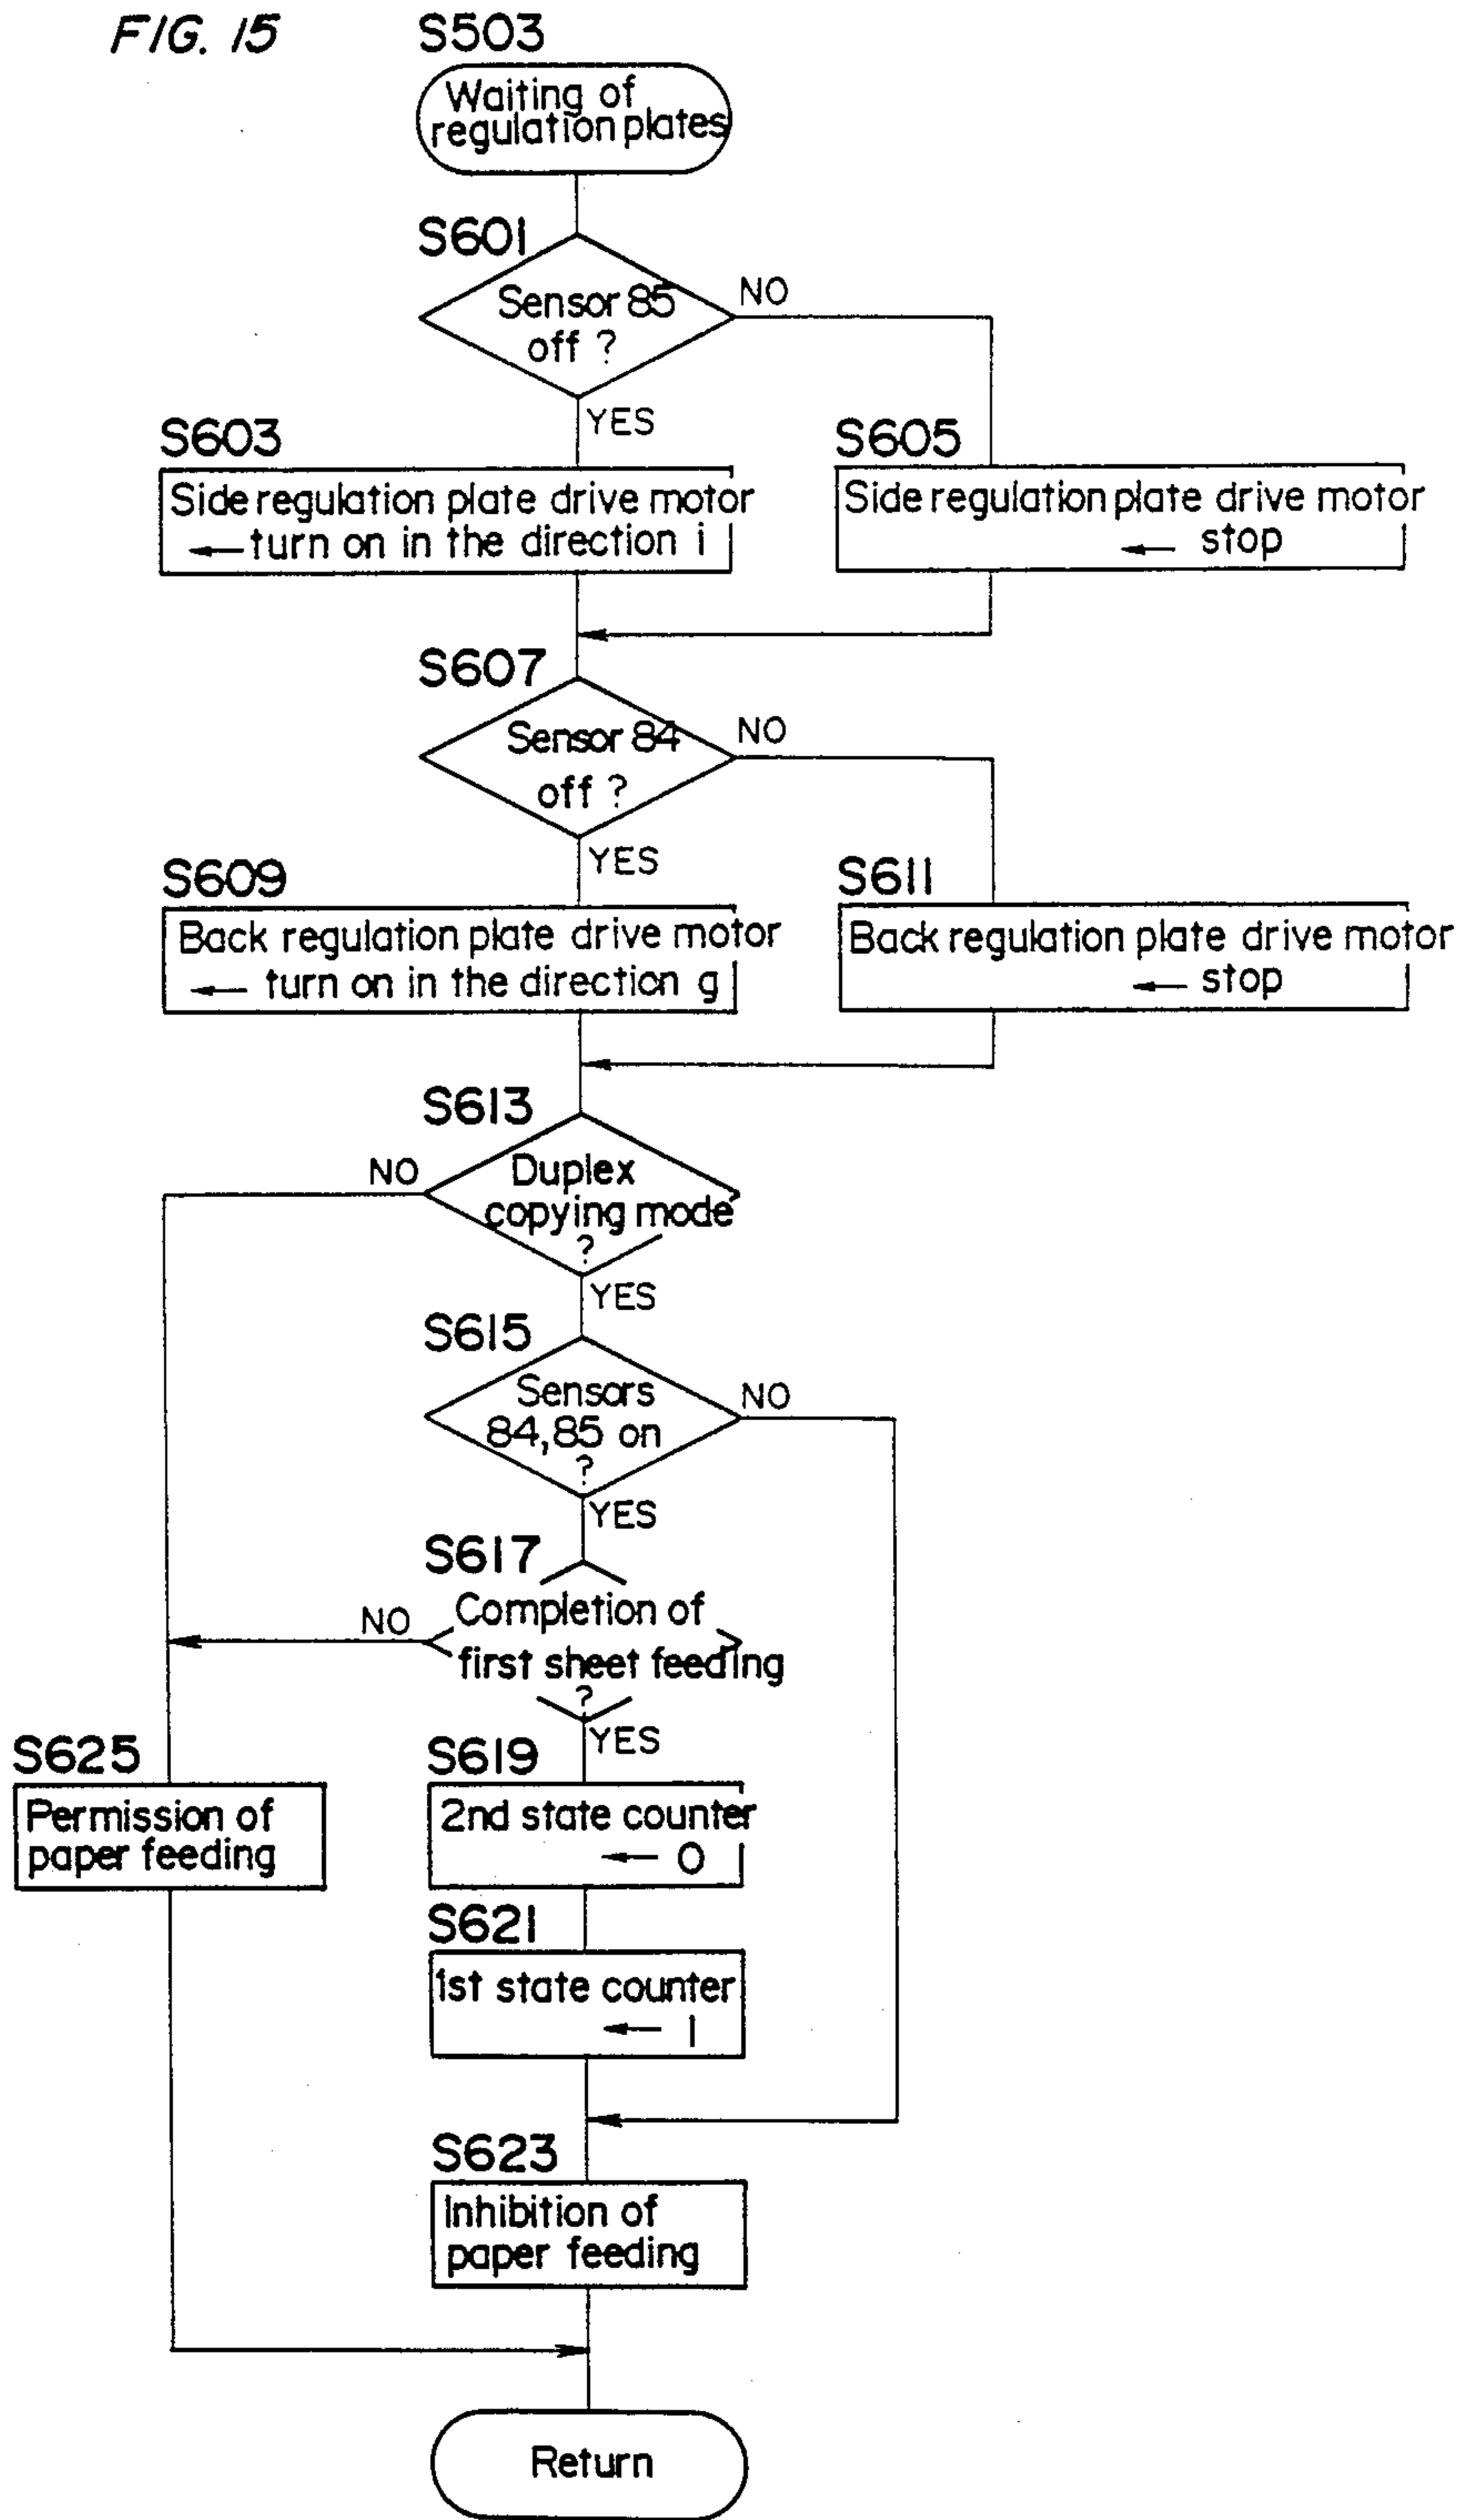 FIG. 15
S503
Waiting of
regulation plates
S601
Sensor 85
off ?
NO
YES
S603
Side regulation plate drive motor
← turn on in the direction i
S605
Side regulation plate drive motor
← stop
S607
Sensor 84
off ?
NO
YES
S609
Back regulation plate drive motor
← turn on in the direction g
S611
Back regulation plate drive motor
← stop
S613
Duplex
copying mode
?
NO
YES
S615
Sensors
84,85 on
?
NO
YES
S617
Completion of
first sheet feeding
?
NO
YES
S625
Permission of
paper feeding
S619
2nd state counter
← 0
S621
1st state counter
← 1
S623
Inhibition of
paper feeding
Return